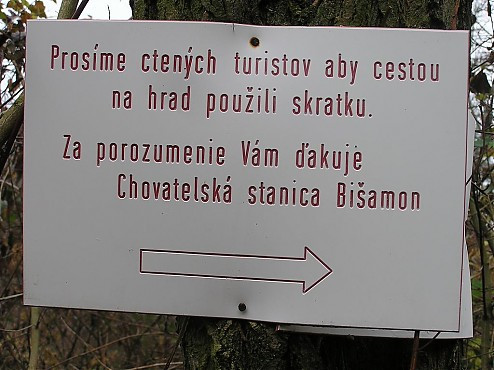 Prosíme ctených turistov aby cestou
na hrad použili skratku.
Za porozumenie Vám ďakuje
Chovatelská stanica Bišamon